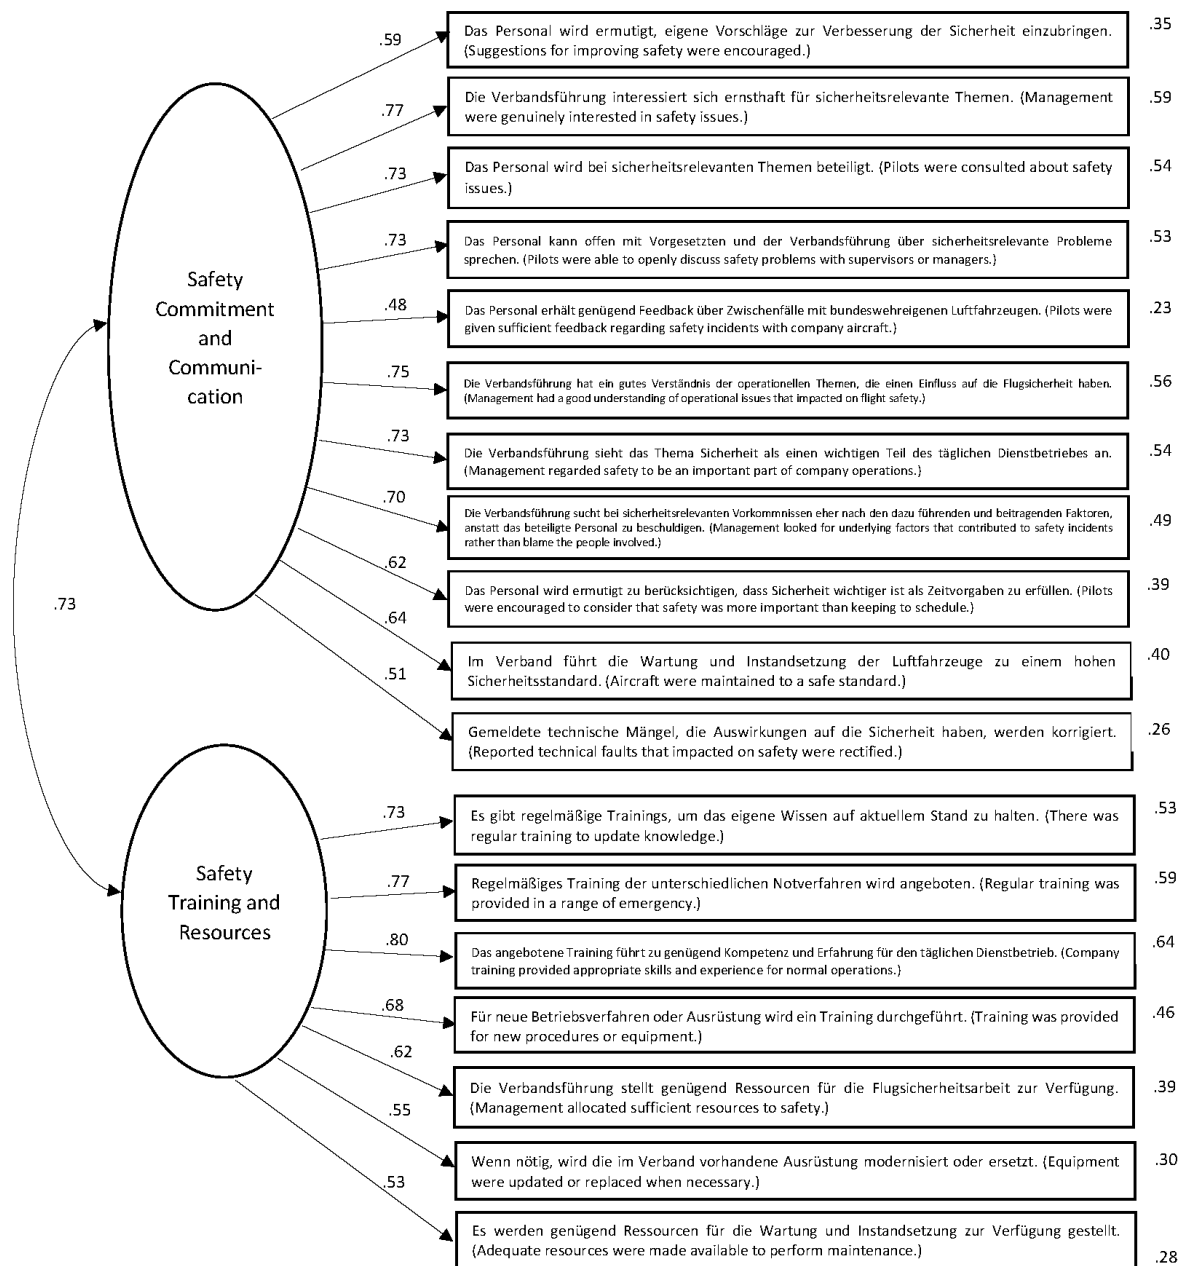 .59
Das Personal wird ermutigt, eigene Vorschläge zur Verbesserung der Sicherheit einzubringen.
(Suggestions for improving safety were encouraged.)
.35
.77
Die Verbandsführung interessiert sich ernsthaft für sicherheitsrelevante Themen. (Management
were genuinely interested in safety issues.)
.59
.73
Das Personal wird bei sicherheitsrelevanten Themen beteiligt. (Pilots were consulted about safety
issues.)
.54
.73
Das Personal kann offen mit Vorgesetzten und der Verbandsführung über sicherheitsrelevante Probleme
sprechen. (Pilots were able to openly discuss safety problems with supervisors or managers.)
.53
Safety
Commitment
and
Communi-
cation
.48
Das Personal erhält genügend Feedback über Zwischenfälle mit bundeswehreigenen Luftfahrzeugen. (Pilots were
given sufficient feedback regarding safety incidents with company aircraft.)
.23
.75
Die Verbandsführung hat ein gutes Verständnis der operationellen Themen, die einen Einfluss auf die Flugsicherheit haben.
(Management had a good understanding of operational issues that impacted on flight safety.)
.56
.73
Die Verbandsführung sieht das Thema Sicherheit als einen wichtigen Teil des täglichen Dienstbetriebes an.
(Management regarded safety to be an important part of company operations.)
.54
.70
Die Verbandsführung sucht bei sicherheitsrelevanten Vorkommnissen eher nach den dazu führenden und beitragenden Faktoren,
anstatt das beteiligte Personal zu beschuldigen. (Management looked for underlying factors that contributed to safety incidents
rather than blame the people involved.)
.49
.62
Das Personal wird ermutigt zu berücksichtigen, dass Sicherheit wichtiger ist als Zeitvorgaben zu erfüllen. (Pilots
were encouraged to consider that safety was more important than keeping to schedule.)
.39
.73
.64
Im Verband führt die Wartung und Instandsetzung der Luftfahrzeuge zu einem hohen
Sicherheitsstandard. (Aircraft were maintained to a safe standard.)
.40
.51
Gemeldete technische Mängel, die Auswirkungen auf die Sicherheit haben, werden korrigiert.
(Reported technical faults that impacted on safety were rectified.)
.26
.73
Es gibt regelmäßige Trainings, um das eigene Wissen auf aktuellem Stand zu halten. (There was
regular training to update knowledge.)
.53
Safety
Training and
Resources
.77
Regelmäßiges Training der unterschiedlichen Notverfahren wird angeboten. (Regular training was
provided in a range of emergency.)
.59
.80
Das angebotene Training führt zu genügend Kompetenz und Erfahrung für den täglichen Dienstbetrieb. (Company
training provided appropriate skills and experience for normal operations.)
.64
.68
Für neue Betriebsverfahren oder Ausrüstung wird ein Training durchgeführt. (Training was provided
for new procedures or equipment.)
.46
.62
Die Verbandsführung stellt genügend Ressourcen für die Flugsicherheitsarbeit zur Verfügung.
(Management allocated sufficient resources to safety.)
.39
.55
Wenn nötig, wird die im Verband vorhandene Ausrüstung modernisiert oder ersetzt. (Equipment
were updated or replaced when necessary.)
.30
.53
Es werden genügend Ressourcen für die Wartung und Instandsetzung zur Verfügung gestellt.
(Adequate resources were made available to perform maintenance.)
.28